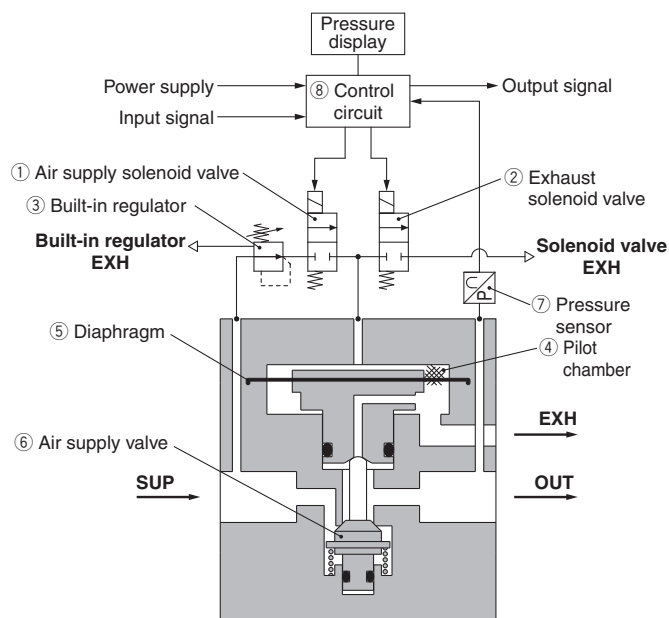 Pressure
display
Power supply
⑧ Control
circuit
Output signal
Input signal
① Air supply solenoid valve
② Exhaust
solenoid valve
③ Built-in regulator
Built-in regulator
EXH
Solenoid valve
EXH
P
⑦ Pressure
sensor
⑤ Diaphragm
④ Pilot
chamber
EXH
⑥ Air supply valve
SUP
OUT